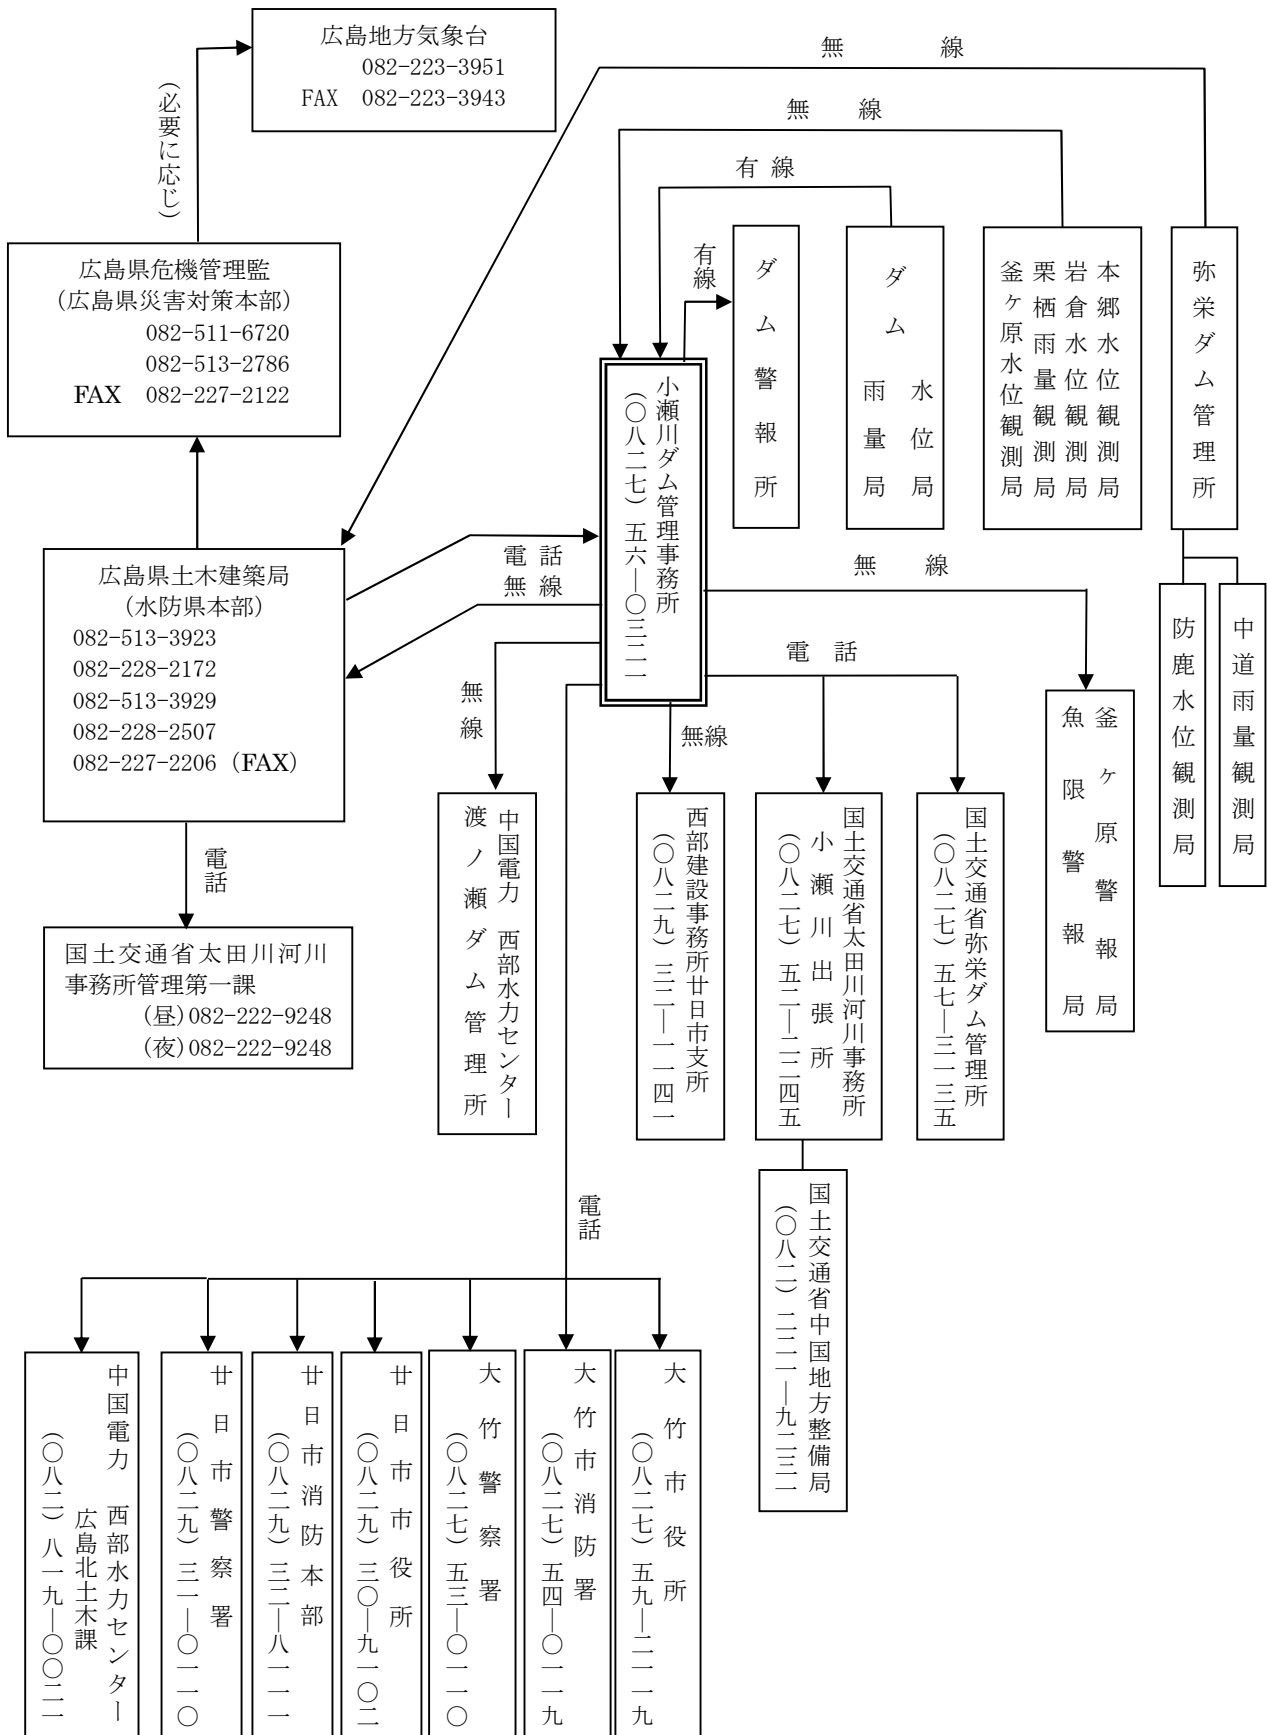 広島地方気象台
082-223-3951
FAX 082-223-3943
(必要に応じ)
無線
無線
有線
有線
広島県危機管理監
(広島県災害対策本部)
082-511-6720
082-513-2786
FAX 082-227-2122
ダム警報所
ダム
水位局
雨量局
本郷水位観測局
岩倉水位観測局
栗栖雨量観測局
釜ヶ原水位観測局
弥栄ダム管理所
小瀬川ダム管理事務所
(〇八二七)五六―〇三二一
電話
無線
無線
広島県土木建築局
(水防県本部)
082-513-3923
082-228-2172
082-513-3929
082-228-2507
082-227-2206(FAX)
中道雨量観測局
防鹿水位観測局
電話
無線
無線
釜ヶ原警報局
魚限警報局
電話
国土交通省太田川河川
事務所管理第一課
(昼)082-222-9248
(夜)082-222-9248
中国電力 西部水力センター
渡ノ瀬ダム管理所
西部建設事務所廿日市支所
(〇八二九)三二―一一四一
国土交通省太田川河川事務所
小瀬川出張所
(〇八二七)五二―二二四五
国土交通省弥栄ダム管理所
(〇八二七)五七―三一三五
国土交通省中国地方整備局
(〇八二)二二一―九二三一
電話
大竹市役所
(〇八二七)五九―二一一九
大竹市消防署
(〇八二七)五四―〇一一九
大竹警察署
(〇八二七)五三―〇一一〇
廿日市市役所
(〇八二九)三〇―九一〇二
廿日市消防本部
(〇八二九)三二―八一一一
廿日市警察署
(〇八二九)三一―〇一一〇
中国電力 西部水力センター
広島北土木課
(〇八二)八一九―〇〇二一